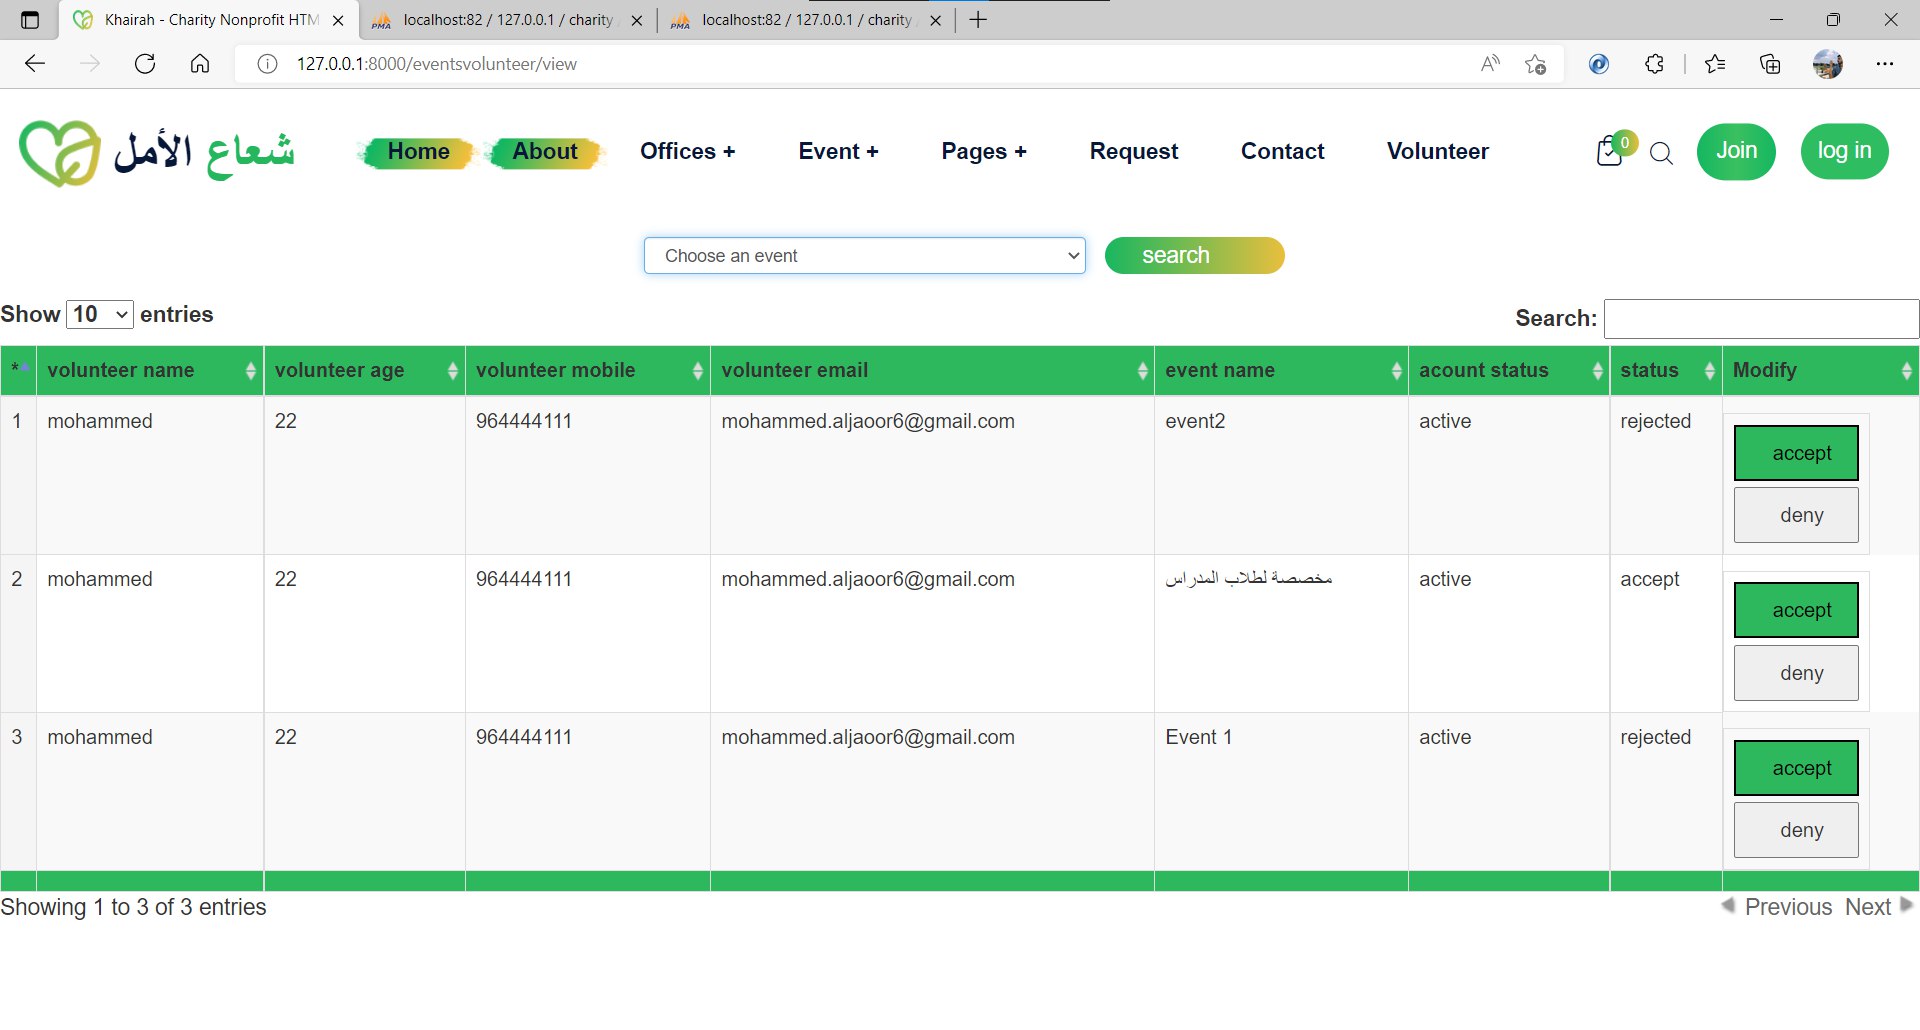 Khairah - Charity Nonprofit HTM
localhost:82 / 127.0.0.1 / charity
localhost:82 / 127.0.0.1 / charity
127.0.0.1:8000/eventsvolunteer/view
شعاع الأمل
Home About Offices + Event + Pages + Request Contact Volunteer 0 Join log in
Choose an event search
Show 10 entries Search:
* volunteer name volunteer age volunteer mobile volunteer email event name acount status status Modify
1 mohammed 22 964444111 mohammed.aljaoor6@gmail.com event2 active rejected
accept
deny
2 mohammed 22 964444111 mohammed.aljaoor6@gmail.com مخصصة لطلاب المدراس active accept
accept
deny
3 mohammed 22 964444111 mohammed.aljaoor6@gmail.com Event 1 active rejected
accept
deny
Showing 1 to 3 of 3 entries Previous Next